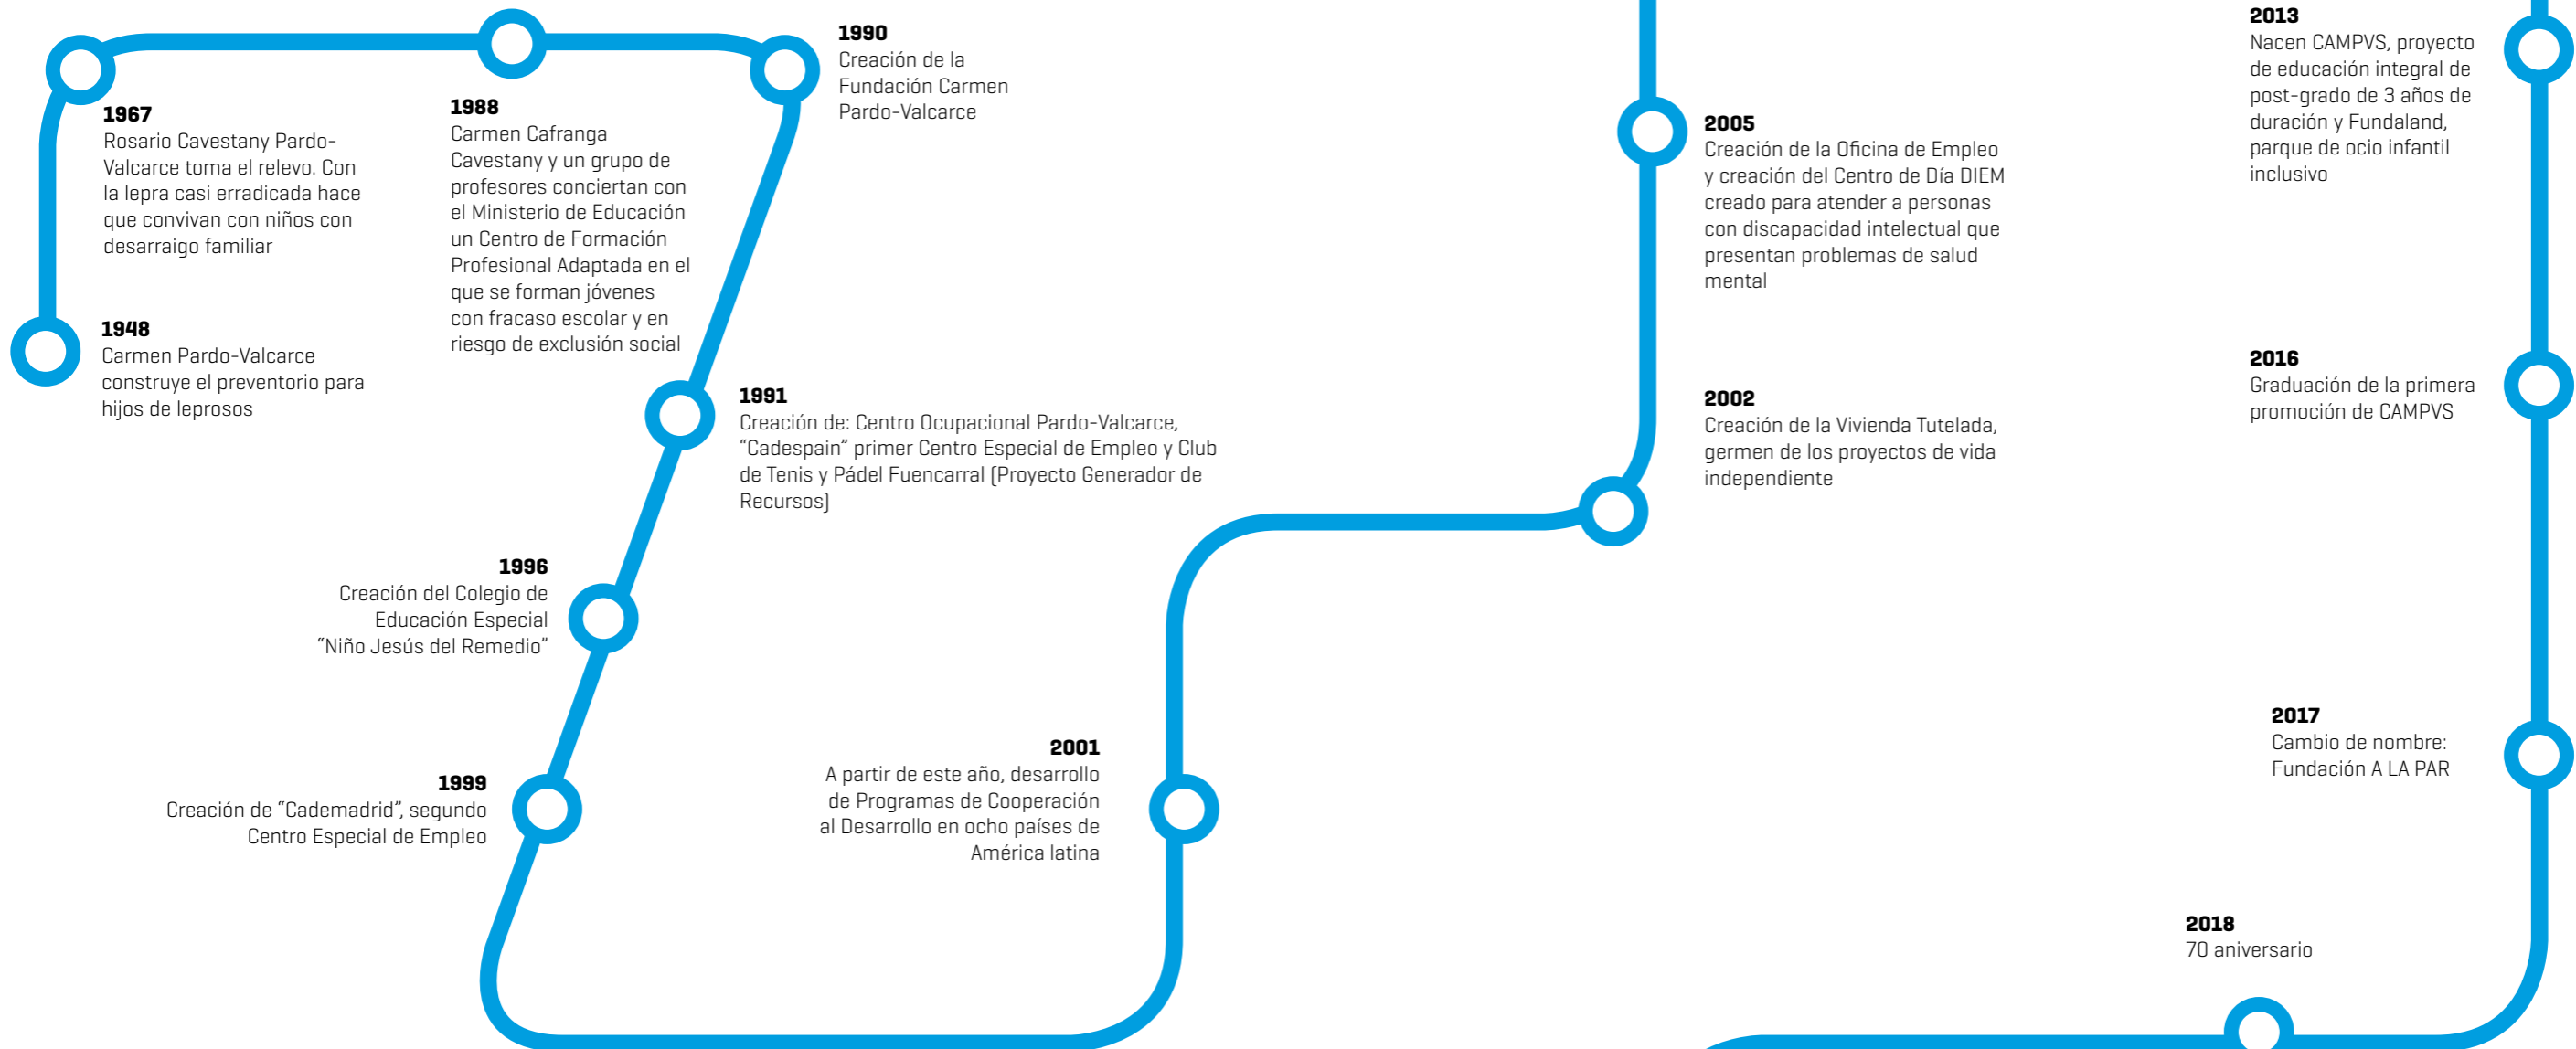 1948
Carmen Pardo-Valcarce
construye el preventorio para
hijos de leprosos
1967
Rosario Cavestany Pardo-
Valcarce toma el relevo. Con
la lepra casi erradicada hace
que convivan con niños con
desarraigo familiar
1988
Carmen Cafranga
Cavestany y un grupo de
profesores conciertan con
el Ministerio de Educación
un Centro de Formación
Profesional Adaptada en el
que se forman jóvenes
con fracaso escolar y en
riesgo de exclusión social
1990
Creación de la
Fundación Carmen
Pardo-Valcarce
1991
Creación de: Centro Ocupacional Pardo-Valcarce,
“Cadespain” primer Centro Especial de Empleo y Club
de Tenis y Pádel Fuencarral (Proyecto Generador de
Recursos)
1996
Creación del Colegio de
Educación Especial
“Niño Jesús del Remedio”
1999
Creación de “Cademadrid”, segundo
Centro Especial de Empleo
2001
A partir de este año, desarrollo
de Programas de Cooperación
al Desarrollo en ocho países de
América latina
2002
Creación de la Vivienda Tutelada,
germen de los proyectos de vida
independiente
2005
Creación de la Oficina de Empleo
y creación del Centro de Día DIEM
creado para atender a personas
con discapacidad intelectual que
presentan problemas de salud
mental
2013
Nacen CAMPVS, proyecto
de educación integral de
post-grado de 3 años de
duración y Fundaland,
parque de ocio infantil
inclusivo
2016
Graduación de la primera
promoción de CAMPVS
2017
Cambio de nombre:
Fundación A LA PAR
2018
70 aniversario